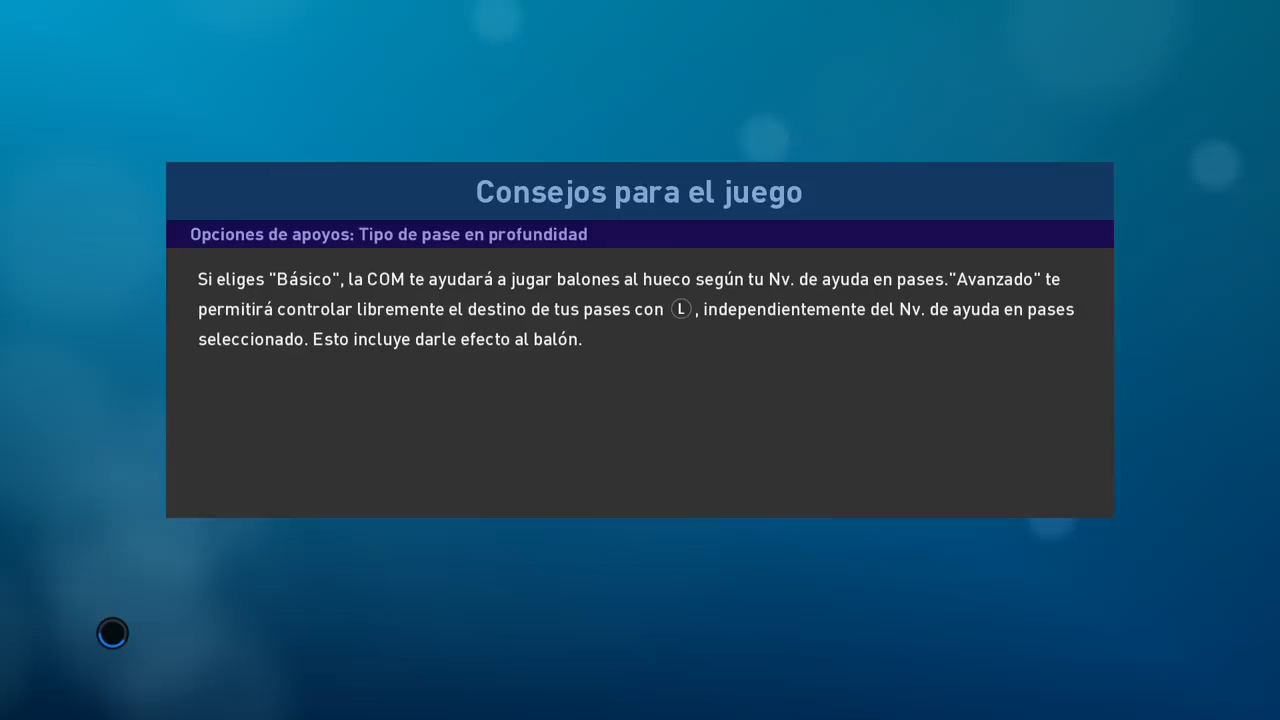 Consejos para el juego
Opciones de apoyos: Tipo de pase en profundidad
Si eliges "Básico", la COM te ayudará a jugar balones al hueco según tu Nv. de ayuda en pases."Avanzado" te
permitirá controlar libremente el destino de tus pases con L, independientemente del Nv. de ayuda en pases
seleccionado. Esto incluye darle efecto al balón.